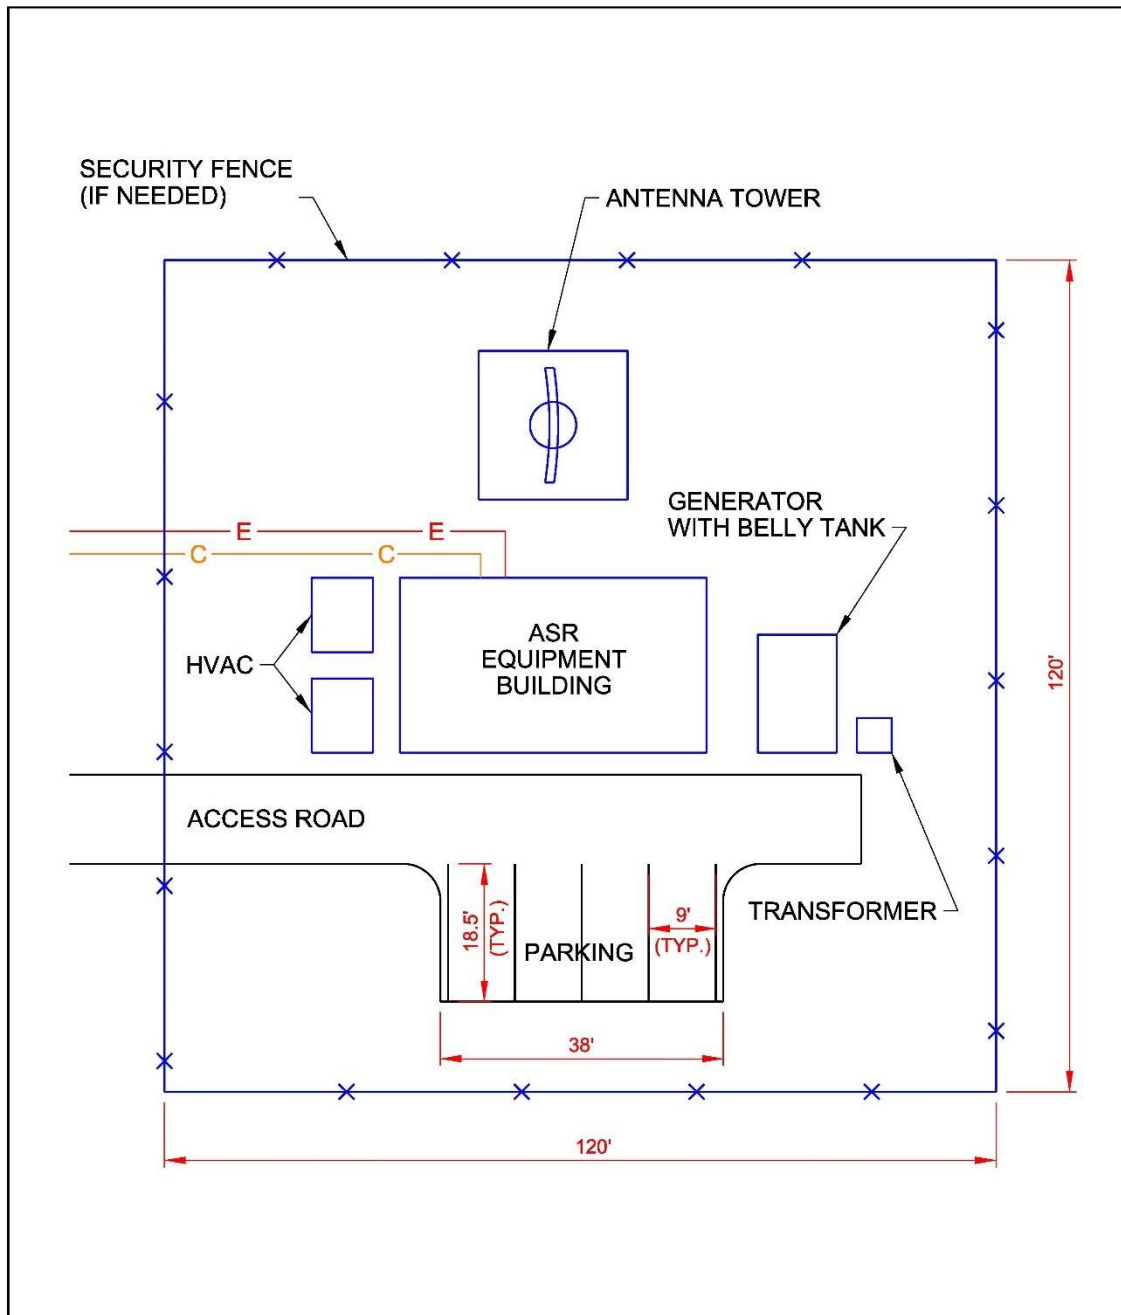 SECURITY FENCE
(IF NEEDED)
ANTENNA TOWER
GENERATOR
WITH BELLY TANK
E
E
C
C
ASR
EQUIPMENT
BUILDING
HVAC
120'
ACCESS ROAD
18.5'
(TYP.)
9'
(TYP.)
PARKING
TRANSFORMER
38'
120'